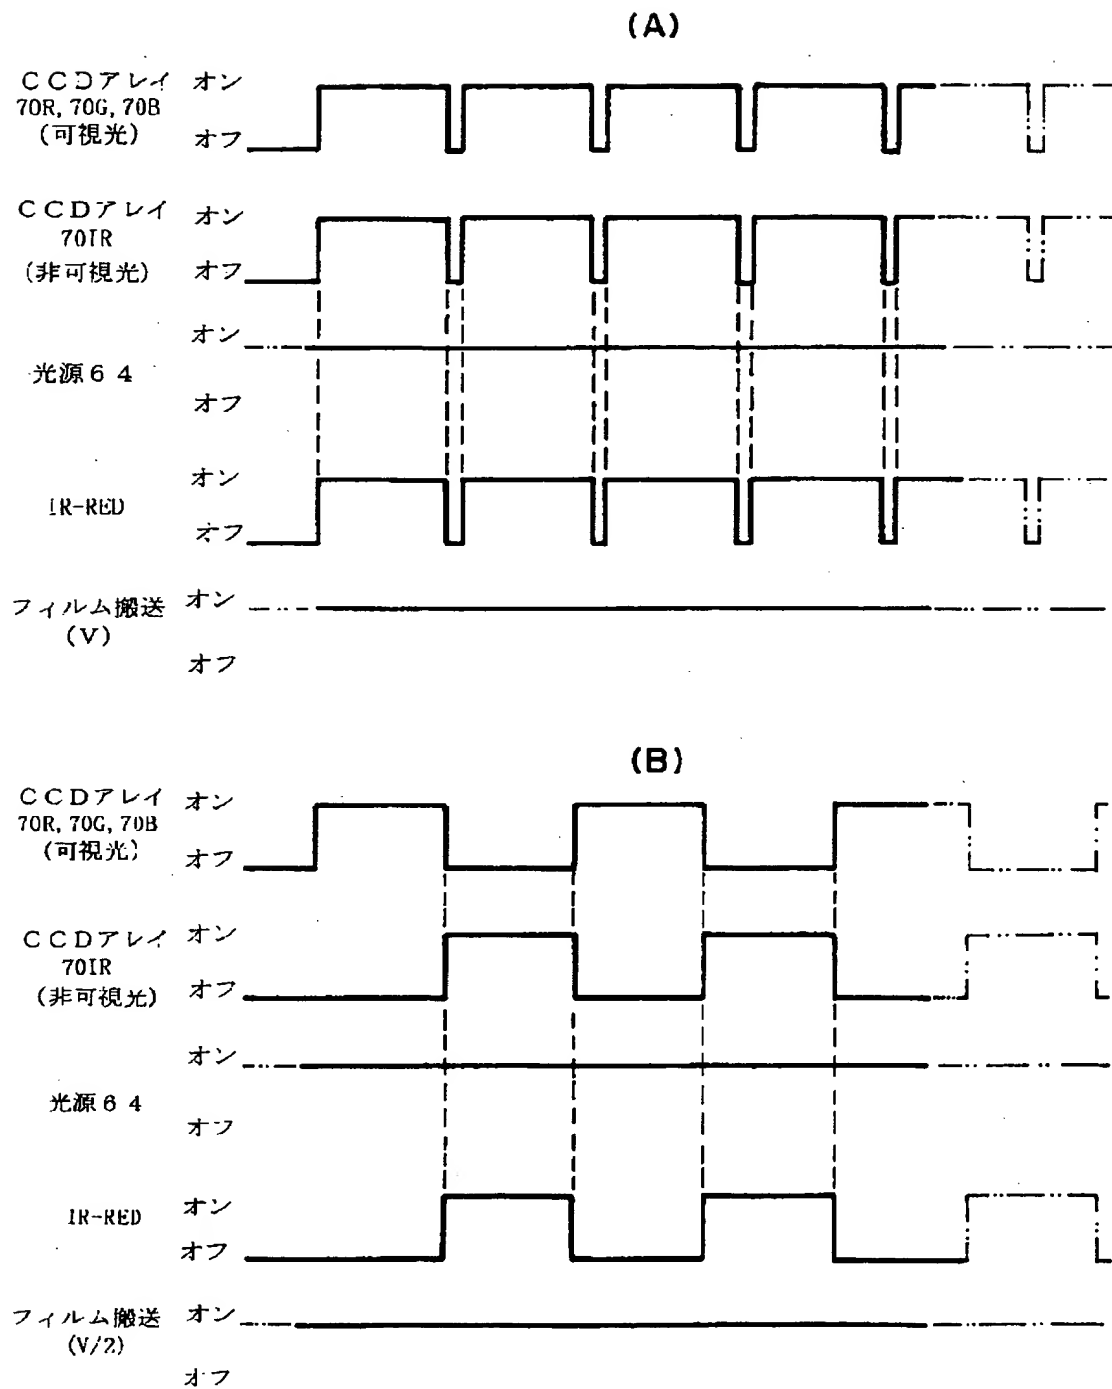 (A)
CCDアレイ オン
70R, 70G, 70B
(可視光) オフ
CCDアレイ オン
70IR
(非可視光) オフ
オン
光源64
オフ
オン
IR-RED
オフ
フィルム搬送 オン
(V)
オフ
(B)
CCDアレイ オン
70R, 70G, 70B
(可視光) オフ
CCDアレイ オン
70IR
(非可視光) オフ
オン
光源64
オフ
オン
IR-RED
オフ
フィルム搬送 オン
(V/2)
オフ